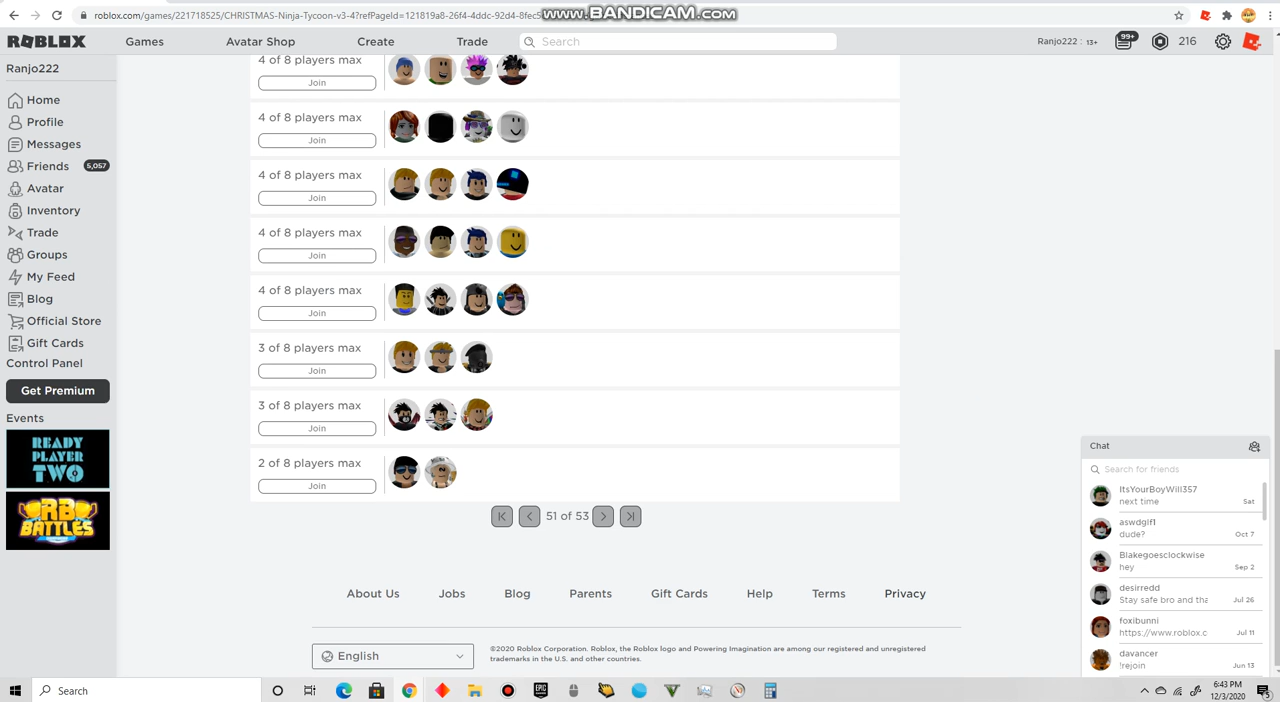 roblox.com/games/221718525/CHRISTMAS-Ninja-Tycoon-v3-4?refPageId=121819a8-26f4-4ddc-92d4-8fec5
www.BANDICAM.com
ROBLOX
Games
Avatar Shop
Create
Trade
Search
Ranjo222 : 13+
99+
216
Ranjo222
Home
Profile
Messages
Friends 5,057
Avatar
Inventory
Trade
Groups
My Feed
Blog
Official Store
Gift Cards
Control Panel
Get Premium
Events
READY
PLAYER
TWO
RB
BATTLES
4 of 8 players max
Join
4 of 8 players max
Join
4 of 8 players max
Join
4 of 8 players max
Join
4 of 8 players max
Join
3 of 8 players max
Join
3 of 8 players max
Join
2 of 8 players max
Join
51 of 53
Chat
Search for friends
ItsYourBoyWill357
next time Sat
aswdglf1
dude? Oct 7
Blakegoesclockwise
hey Sep 2
desirredd
Stay safe bro and tha Jul 26
foxibunni
https://www.roblox.c Jul 11
davancer
!rejoin Jun 13
About Us
Jobs
Blog
Parents
Gift Cards
Help
Terms
Privacy
English
©2020 Roblox Corporation. Roblox, the Roblox logo and Powering Imagination are among our registered and unregistered
trademarks in the U.S. and other countries.
Search
EPIC
6:43 PM
12/3/2020
5